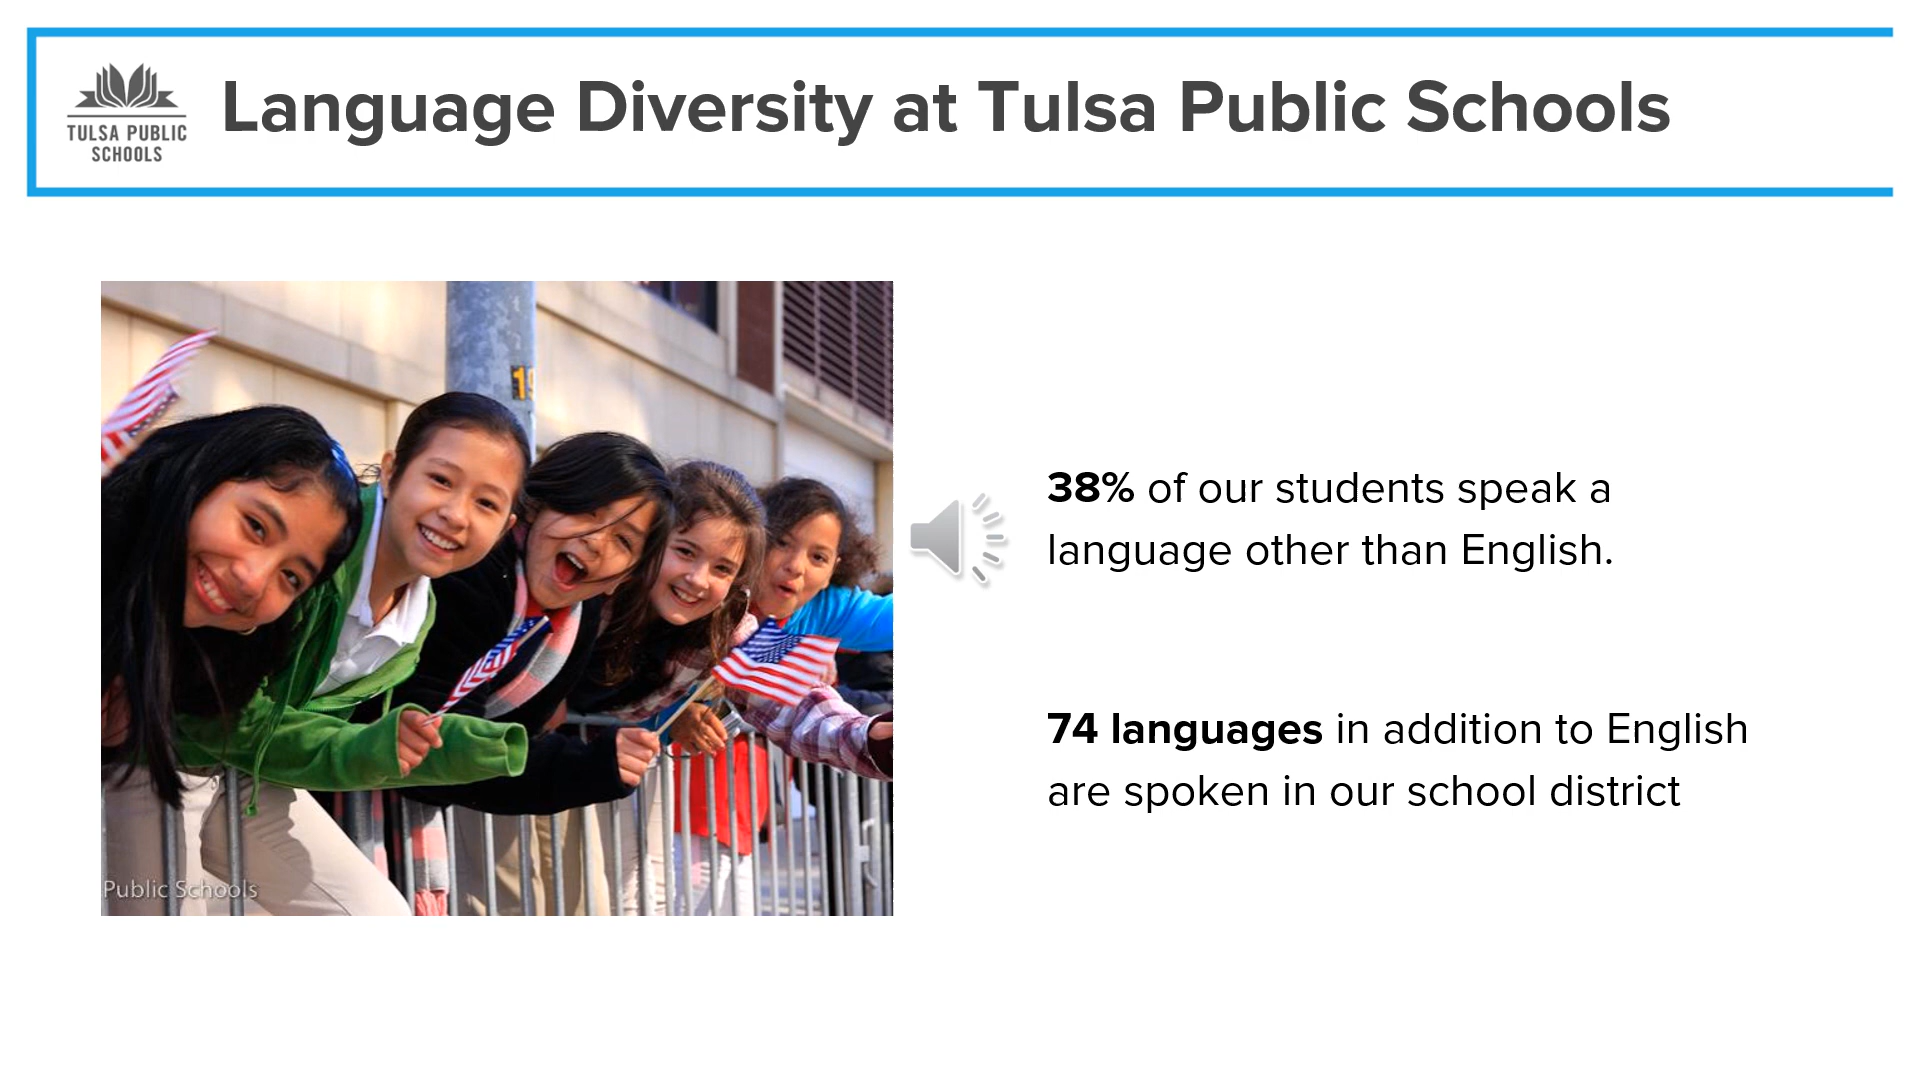 TULSA PUBLIC
SCHOOLS
Language Diversity at Tulsa Public Schools
38% of our students speak a
language other than English.
74 languages in addition to English
are spoken in our school district
Public Schools